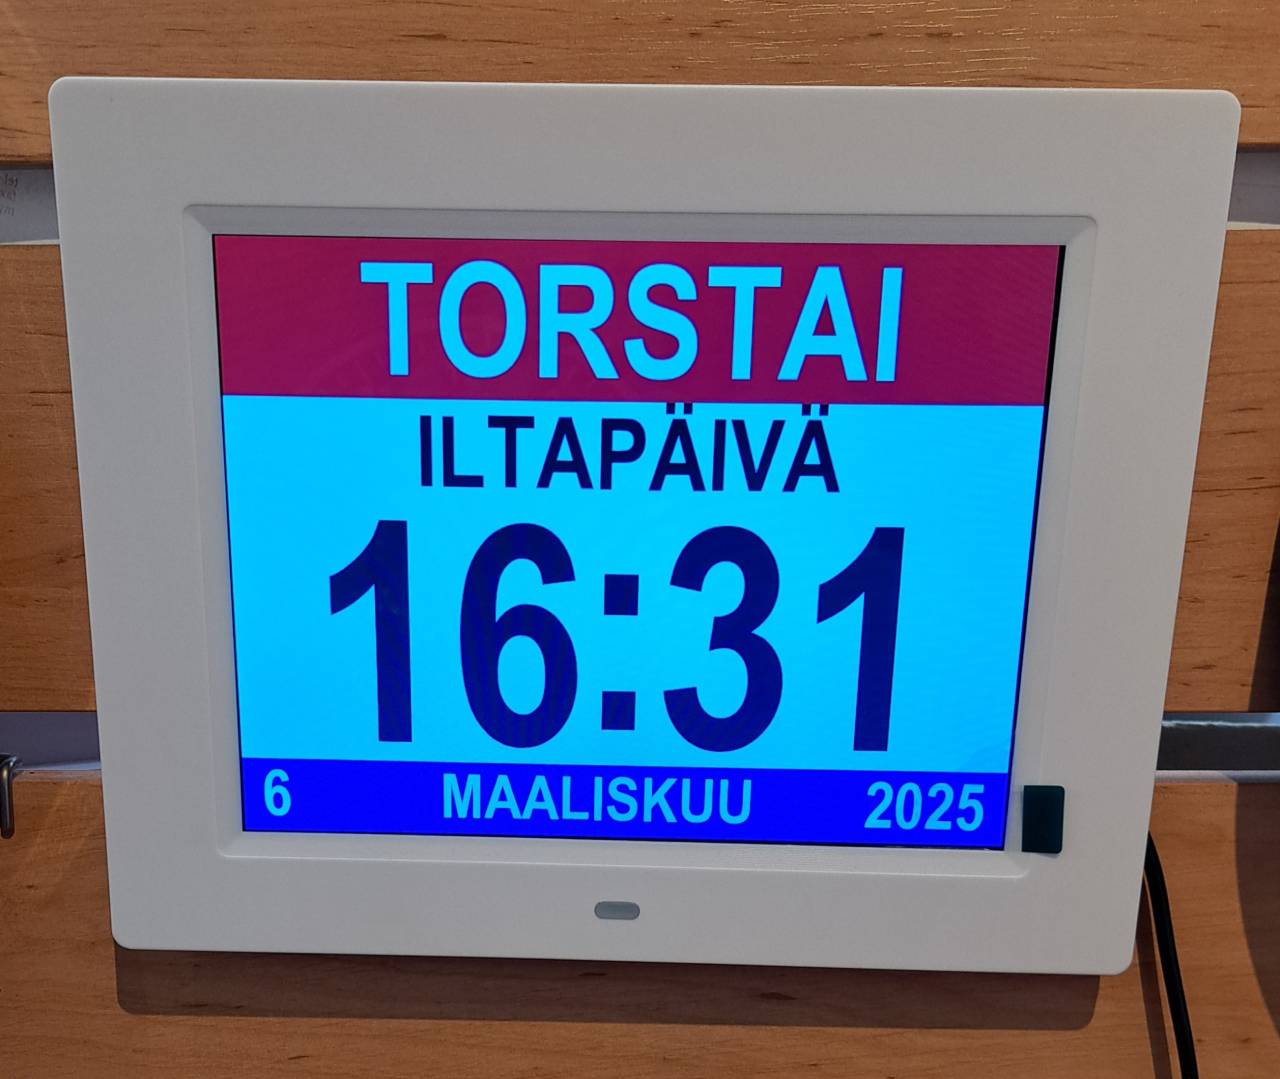 TORSTAI
ILTAPÄIVÄ
16:31
6 MAALISKUU 2025